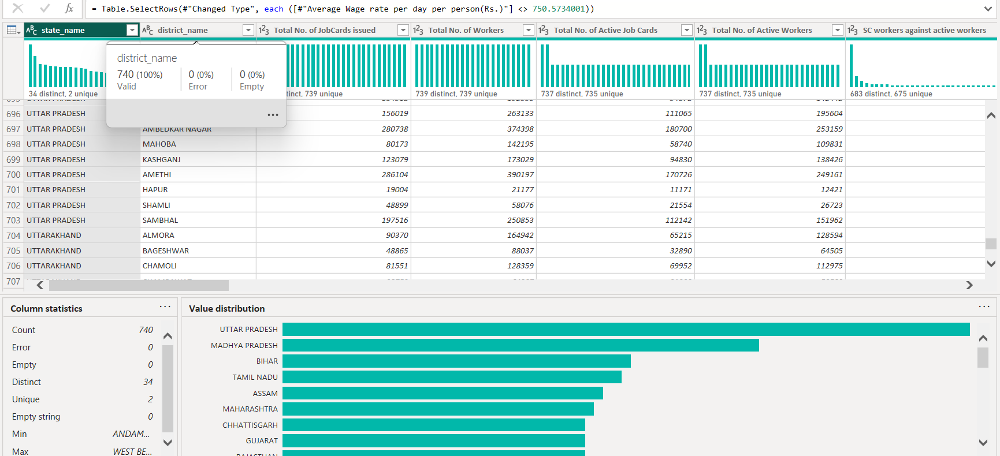 fx = Table.SelectRows(#"Changed Type", each ([#"Average Wage rate per day per person(Rs.)"] <> 750.5734001))
ABC state_name ABC district_name 123 Total No. of JobCards issued 123 Total No. of Workers 123 Total No. of Active Job Cards 123 Total No. of Active Workers 123 SC workers against active workers
district_name
740 (100%) 0 (0%) 0 (0%)
Valid Error Empty
34 distinct, 2 unique 739 unique 739 distinct, 739 unique 737 distinct, 735 unique 737 distinct, 735 unique 683 distinct, 675 unique
696 UTTAR PRADESH 156019 263133 111065 195604
697 UTTAR PRADESH AMBEDKAR NAGAR 280738 374398 180700 253159
698 UTTAR PRADESH MAHOBA 80173 142195 58740 109831
699 UTTAR PRADESH KASHGANJ 123079 173029 94830 138426
700 UTTAR PRADESH AMETHI 286104 390197 170726 249161
701 UTTAR PRADESH HAPUR 19004 21177 11171 12421
702 UTTAR PRADESH SHAMLI 48899 58076 21554 26723
703 UTTAR PRADESH SAMBHAL 197516 250853 112142 151962
704 UTTARAKHAND ALMORA 90370 164942 65215 128594
705 UTTARAKHAND BAGESHWAR 48865 88037 32890 64505
706 UTTARAKHAND CHAMOLI 81551 128359 69952 112975
707
Column statistics
Count 740
Error 0
Empty 0
Distinct 34
Unique 2
Empty string 0
Min ANDAM...
Max WEST BE...
Value distribution
UTTAR PRADESH
MADHYA PRADESH
BIHAR
TAMIL NADU
ASSAM
MAHARASHTRA
CHHATTISGARH
GUJARAT
RAJASTHAN